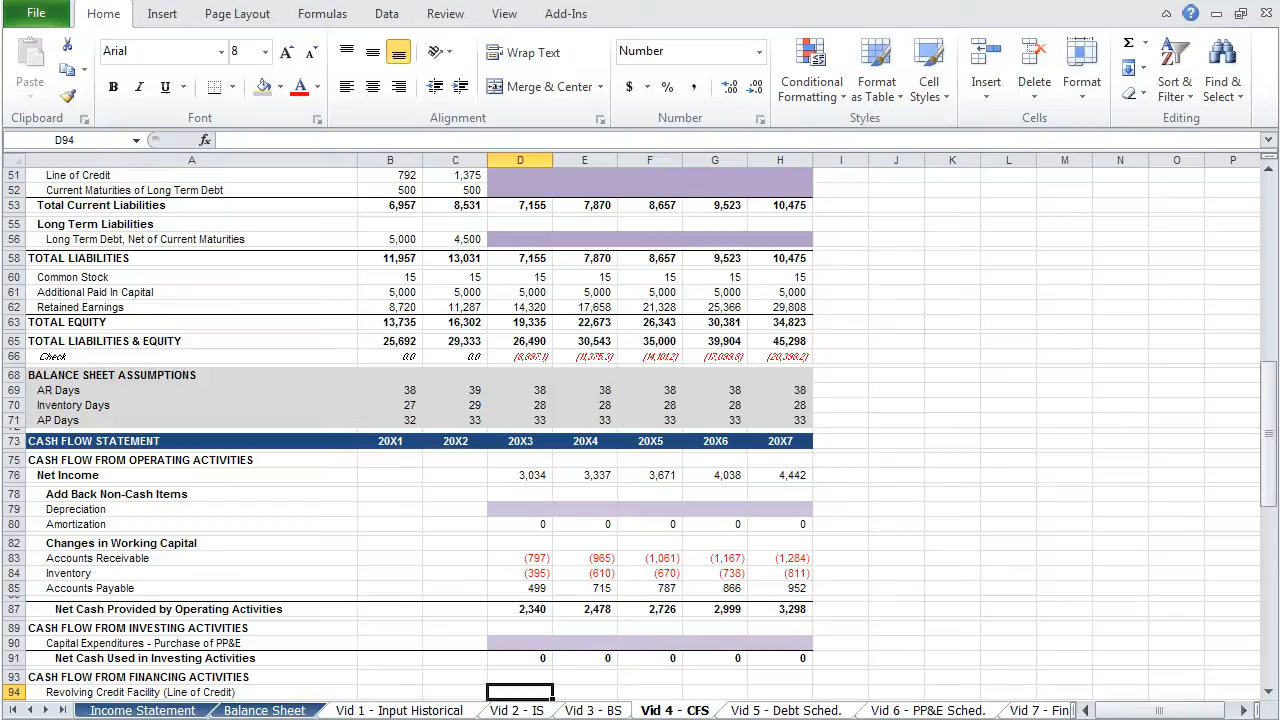 File Home Insert Page Layout Formulas Data Review View Add-Ins
Arial 8 Wrap Text Number
Paste B I U Merge & Center $ % , Conditional Formatting Format as Table Cell Styles Insert Delete Format Σ Sort & Filter Find & Select
Clipboard Font Alignment Number Styles Cells Editing
D94 fx
A B C D E F G H I J K L M N O P
51 Line of Credit 792 1,375
52 Current Maturities of Long Term Debt 500 500
53 Total Current Liabilities 6,957 8,531 7,155 7,870 8,657 9,523 10,475
55 Long Term Liabilities
56 Long Term Debt, Net of Current Maturities 5,000 4,500
58 TOTAL LIABILITIES 11,957 13,031 7,155 7,870 8,657 9,523 10,475
60 Common Stock 15 15 15 15 15 15 15
61 Additional Paid In Capital 5,000 5,000 5,000 5,000 5,000 5,000 5,000
62 Retained Earnings 8,720 11,287 14,320 17,658 21,328 25,366 29,808
63 TOTAL EQUITY 13,735 16,302 19,335 22,673 26,343 30,381 34,823
65 TOTAL LIABILITIES & EQUITY 25,692 29,333 26,490 30,543 35,000 39,904 45,298
66 Check 0.0 0.0
68 BALANCE SHEET ASSUMPTIONS
69 AR Days 38 39 38 38 38 38 38
70 Inventory Days 27 29 28 28 28 28 28
71 AP Days 32 33 33 33 33 33 33
73 CASH FLOW STATEMENT 20X1 20X2 20X3 20X4 20X5 20X6 20X7
75 CASH FLOW FROM OPERATING ACTIVITIES
76 Net Income 3,034 3,337 3,671 4,038 4,442
78 Add Back Non-Cash Items
79 Depreciation
80 Amortization 0 0 0 0 0
82 Changes in Working Capital
83 Accounts Receivable (797) (965) (1,061) (1,167) (1,284)
84 Inventory (395) (610) (670) (738) (811)
85 Accounts Payable 499 715 787 866 952
87 Net Cash Provided by Operating Activities 2,340 2,478 2,726 2,999 3,298
89 CASH FLOW FROM INVESTING ACTIVITIES
90 Capital Expenditures - Purchase of PP&E
91 Net Cash Used in Investing Activities 0 0 0 0 0
93 CASH FLOW FROM FINANCING ACTIVITIES
94 Revolving Credit Facility (Line of Credit)
Income Statement Balance Sheet Vid 1 - Input Historical Vid 2 - IS Vid 3 - BS Vid 4 - CFS Vid 5 - Debt Sched. Vid 6 - PP&E Sched. Vid 7 - Fin